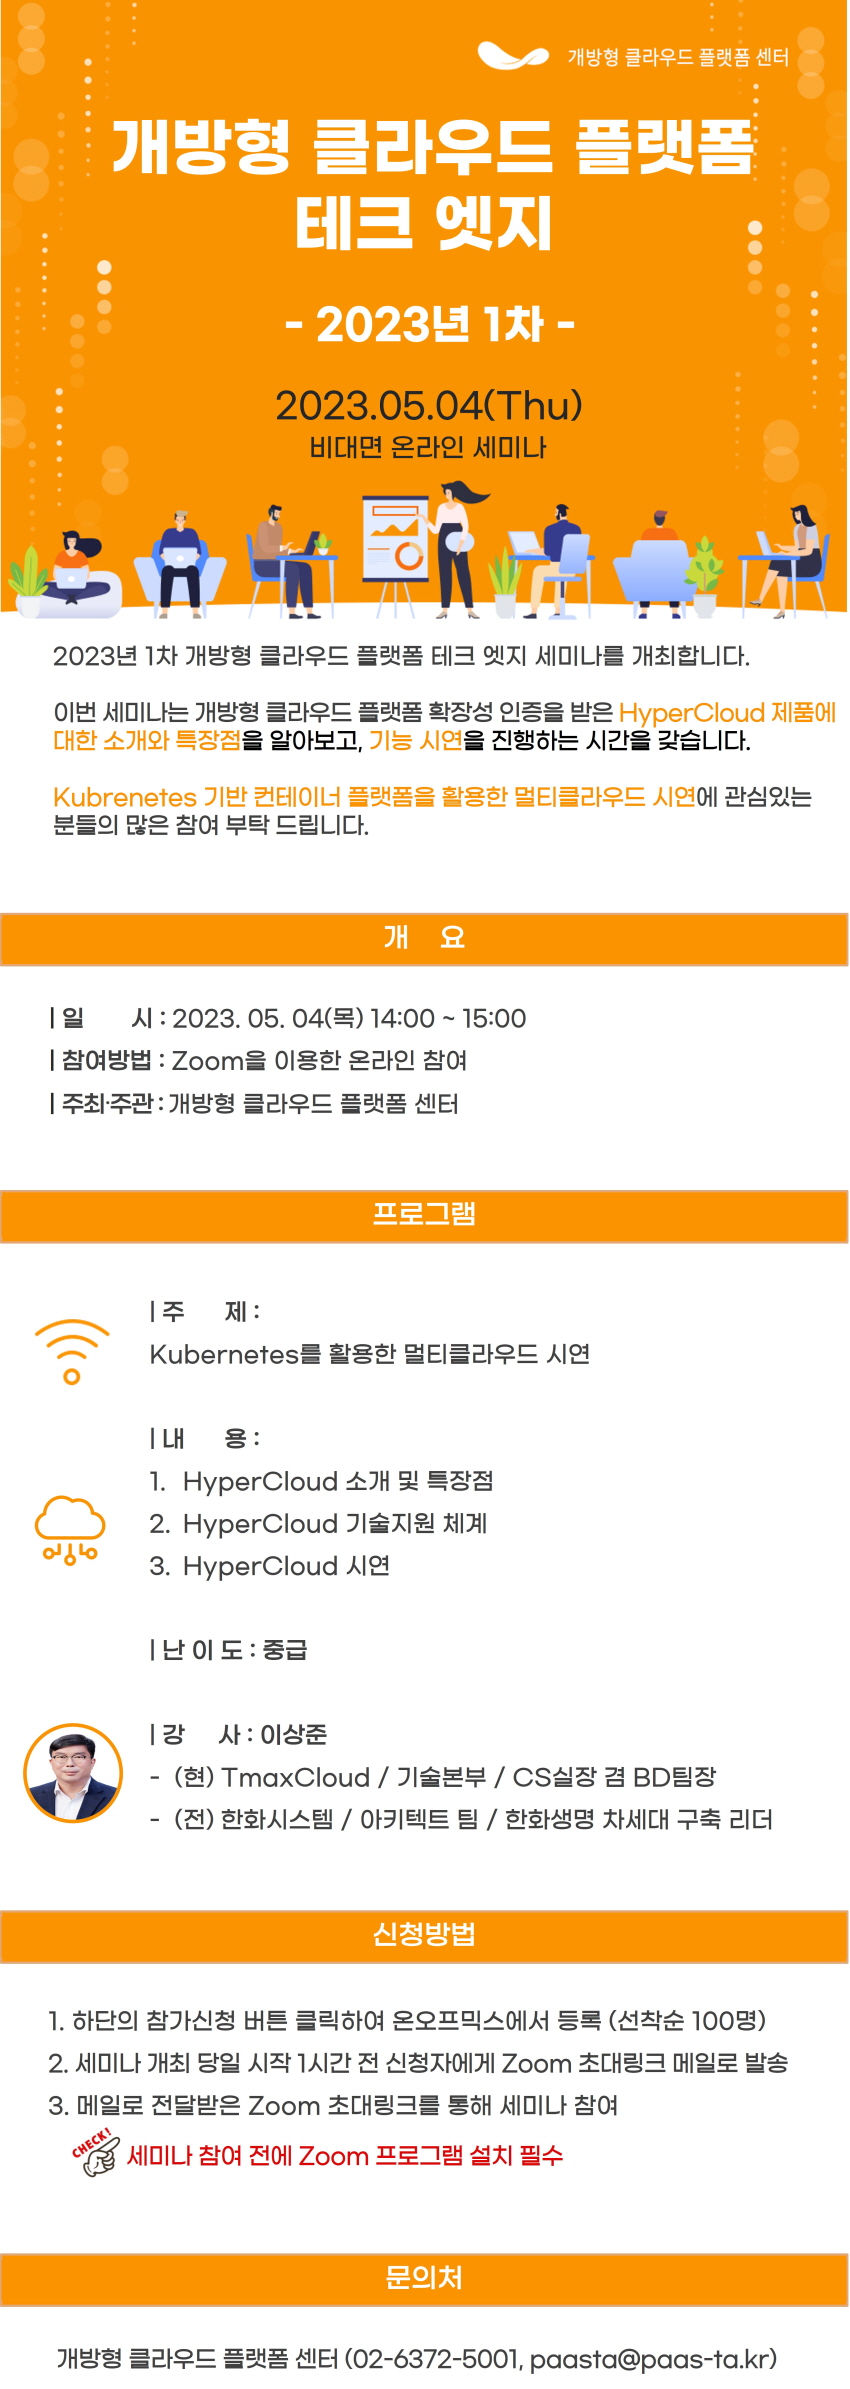 개방형 클라우드 플랫폼 센터
개방형 클라우드 플랫폼
테크 엣지
- 2023년 1차 -
2023.05.04(Thu)
비대면 온라인 세미나
2023년 1차 개방형 클라우드 플랫폼 테크 엣지 세미나를 개최합니다.
이번 세미나는 개방형 클라우드 플랫폼 확장성 인증을 받은 HyperCloud 제품에
대한 소개와 특장점을 알아보고, 기능 시연을 진행하는 시간을 갖습니다.
Kubrenetes 기반 컨테이너 플랫폼을 활용한 멀티클라우드 시연에 관심있는
분들의 많은 참여 부탁 드립니다.
개 요
| 일 시 : 2023. 05. 04(목) 14:00 ~ 15:00
| 참여방법 : Zoom을 이용한 온라인 참여
| 주최·주관 : 개방형 클라우드 플랫폼 센터
프로그램
| 주 제 :
Kubernetes를 활용한 멀티클라우드 시연
| 내 용 :
1. HyperCloud 소개 및 특장점
2. HyperCloud 기술지원 체계
3. HyperCloud 시연
| 난 이 도 : 중급
| 강 사 : 이상준
- (현) TmaxCloud / 기술본부 / CS실장 겸 BD팀장
- (전) 한화시스템 / 아키텍트 팀 / 한화생명 차세대 구축 리더
신청방법
1. 하단의 참가신청 버튼 클릭하여 온오프믹스에서 등록 (선착순 100명)
2. 세미나 개최 당일 시작 1시간 전 신청자에게 Zoom 초대링크 메일로 발송
3. 메일로 전달받은 Zoom 초대링크를 통해 세미나 참여
CHECK!
세미나 참여 전에 Zoom 프로그램 설치 필수
문의처
개방형 클라우드 플랫폼 센터 (02-6372-5001, paasta@paas-ta.kr)